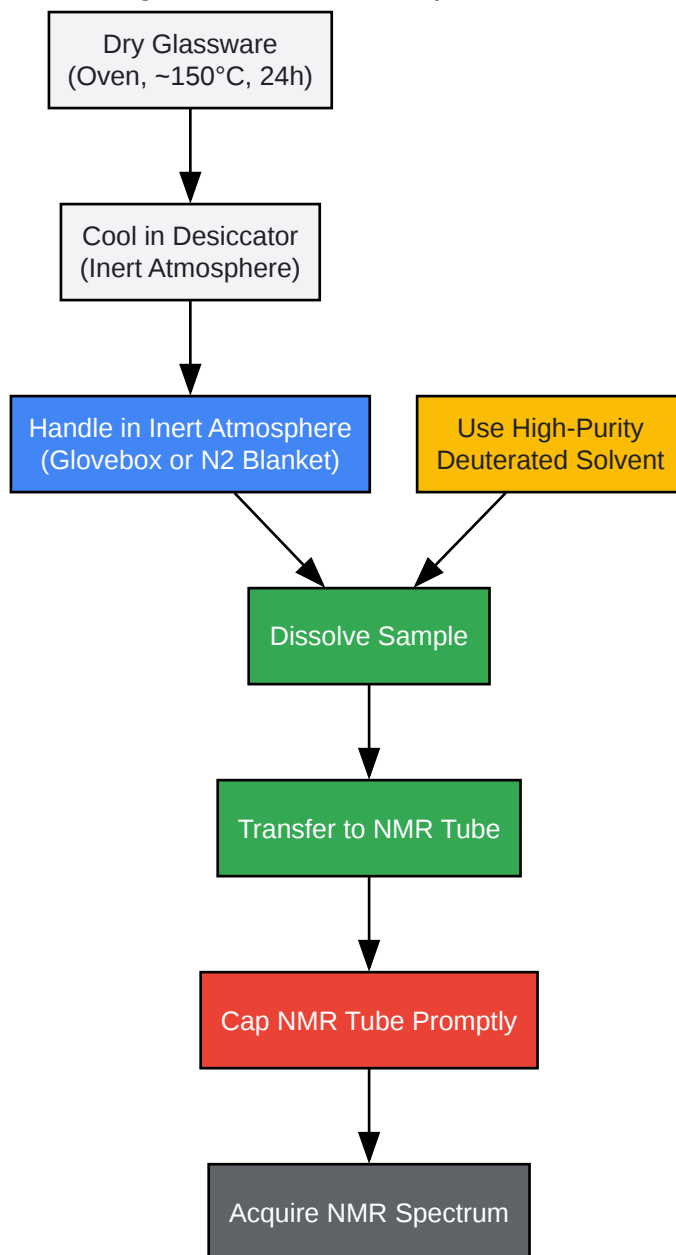 Dry Glassware
(Oven, ~150°C, 24h)
Cool in Desiccator
(Inert Atmosphere)
Handle in Inert Atmosphere
(Glovebox or N2 Blanket)
Use High-Purity
Deuterated Solvent
Dissolve Sample
Transfer to NMR Tube
Cap NMR Tube Promptly
Acquire NMR Spectrum